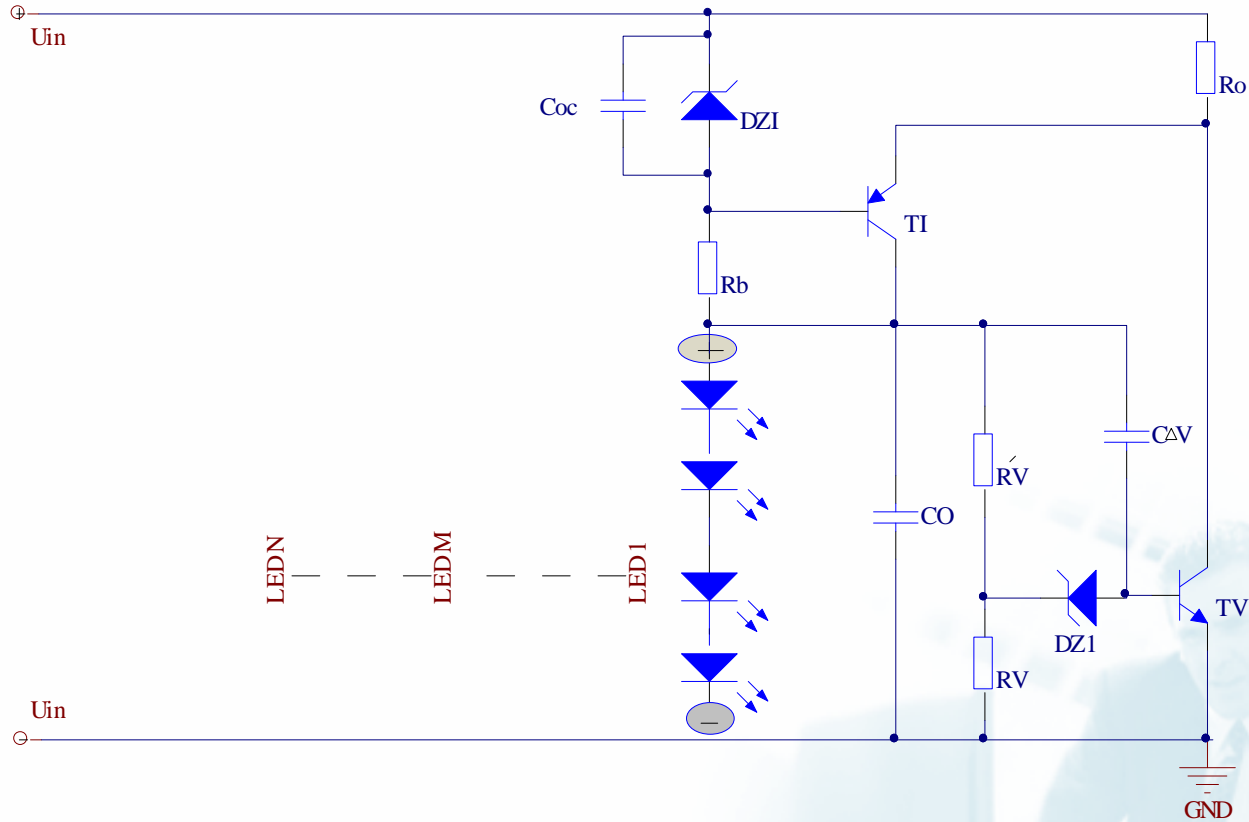 Uin
Ro
Coc
DZI
TI
Rb
+
C△V
RV′
CO
LEDN
LEDM
LED1
TV
DZ1
RV
Uin
−
GND